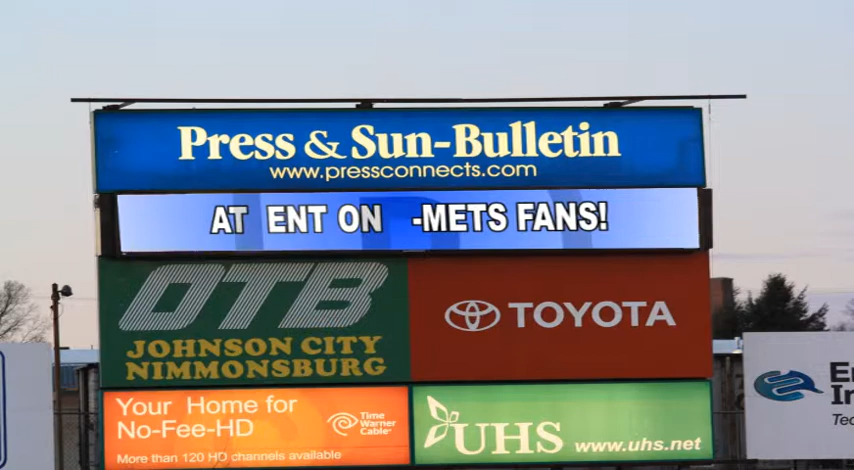 Press & Sun-Bulletin
www.pressconnects.com
AT ENT ON -METS FANS!
OTB
JOHNSON CITY
NIMMONSBURG
TOYOTA
Your Home for
No-Fee-HD
Time
Warner
Cable
More than 120 HD channels available
UHS www.uhs.net